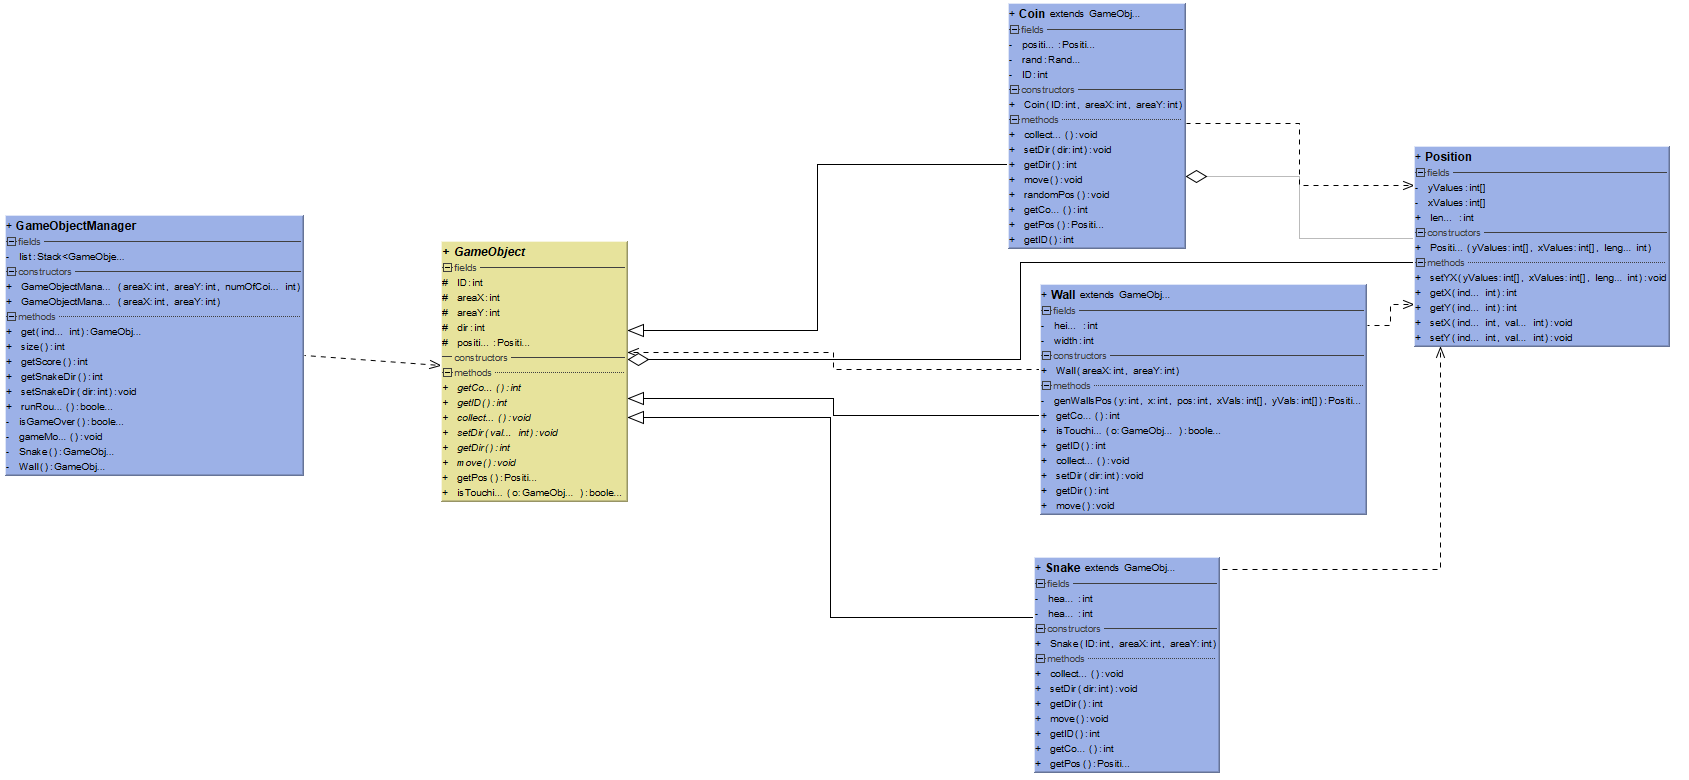 + GameObjectManager
fields
- list : Stack<GameObje...
constructors
+ GameObjectMana... (areaX: int, areaY: int, numOfCoi... int)
+ GameObjectMana... (areaX: int, areaY: int)
methods
+ get ( ind... int) : GameObj...
+ size () : int
+ getScore () : int
+ getSnakeDir () : int
+ setSnakeDir ( dir: int) : void
+ runRou... () : boole...
- isGameOver () : boole...
- gameMo... () : void
- Snake () : GameObj...
- Wall () : GameObj...
+ GameObject
fields
# ID : int
# areaX : int
# areaY : int
# dir : int
# positi... : Positi...
constructors
methods
+ getCo... () : int
+ getID () : int
+ collect... () : void
+ setDir ( val... int) : void
+ getDir () : int
+ move () : void
+ getPos () : Positi...
+ isTouchi... ( o: GameObj... ) : boole...
+ Coin extends GameObj...
fields
- positi... : Positi...
- rand : Rand...
- ID : int
constructors
+ Coin ( ID: int, areaX: int, areaY: int)
methods
+ collect... () : void
+ setDir ( dir: int) : void
+ getDir () : int
+ move () : void
+ randomPos () : void
+ getCo... () : int
+ getPos () : Positi...
+ getID () : int
+ Wall extends GameObj...
fields
- hei... : int
- width : int
constructors
+ Wall ( areaX: int, areaY: int)
methods
- genWallsPos ( y: int, x: int, pos: int, xVals: int[], yVals: int[] ) : Positi...
+ getCo... () : int
+ isTouchi... ( o: GameObj... ) : boole...
+ getID () : int
+ collect... () : void
+ setDir ( dir: int) : void
+ getDir () : int
+ move () : void
+ Snake extends GameObj...
fields
- hea... : int
- hea... : int
constructors
+ Snake ( ID: int, areaX: int, areaY: int)
methods
+ collect... () : void
+ setDir ( dir: int) : void
+ getDir () : int
+ move () : void
+ getID () : int
+ getCo... () : int
+ getPos () : Positi...
+ Position
fields
- yValues : int[]
- xValues : int[]
+ len... : int
constructors
+ Positi... ( yValues: int[], xValues: int[], leng... int)
methods
+ setYX ( yValues: int[], xValues: int[], leng... int) : void
+ getX ( ind... int) : int
+ getY ( ind... int) : int
+ setX ( ind... int, val... int) : void
+ setY ( ind... int, val... int) : void